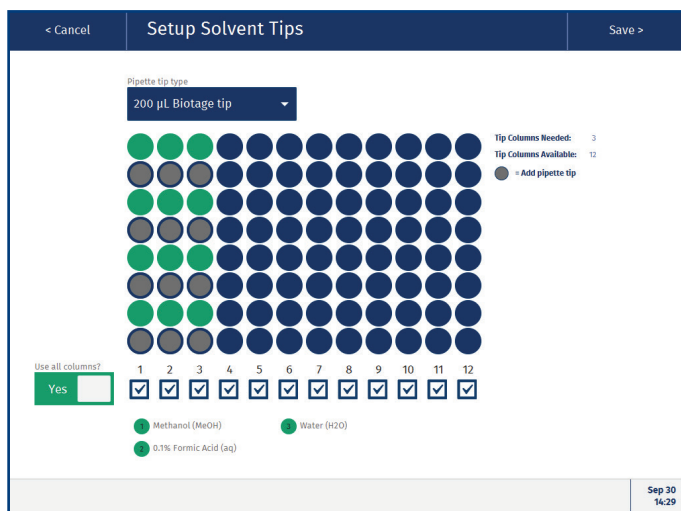 < Cancel
Setup Solvent Tips
Save >
Pipette tip type
200 µL Biotage tip
Tip Columns Needed: 3
Tip Columns Available: 12
= Add pipette tip
Use all columns?
Yes
1 2 3 4 5 6 7 8 9 10 11 12
1 Methanol (MeOH)
3 Water (H2O)
2 0.1% Formic Acid (aq)
Sep 30
14:29